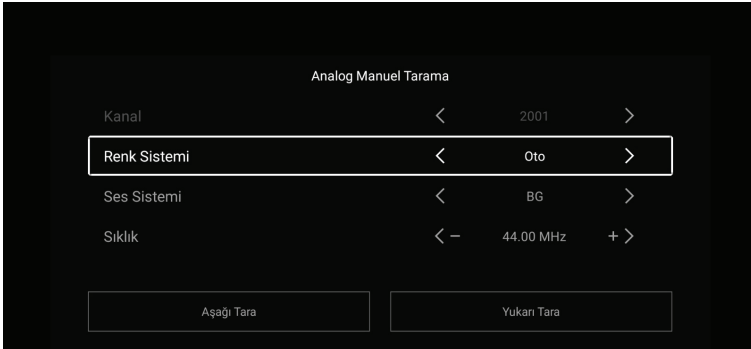 Analog Manuel Tarama
Kanal < 2001 >
Renk Sistemi < Oto >
Ses Sistemi < BG >
Sıklık < − 44.00 MHz + >
Aşağı Tara Yukarı Tara